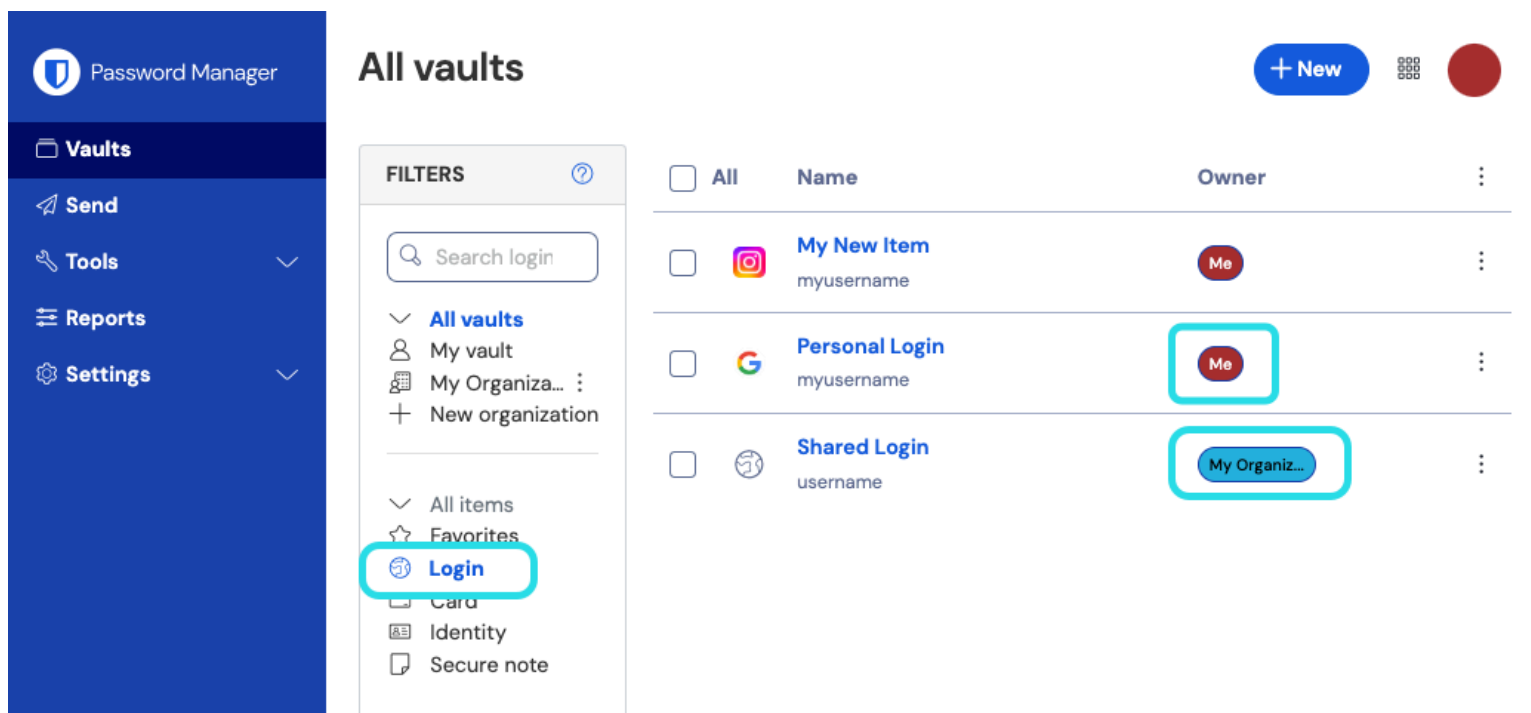 Password Manager
Vaults
Send
Tools
Reports
Settings
All vaults
New
FILTERS
Search login
All vaults
My vault
My Organiza...
New organization
All items
Favorites
Login
Card
Identity
Secure note
All Name Owner
My New Item
myusername
Me
Personal Login
myusername
Me
Shared Login
username
My Organiz...